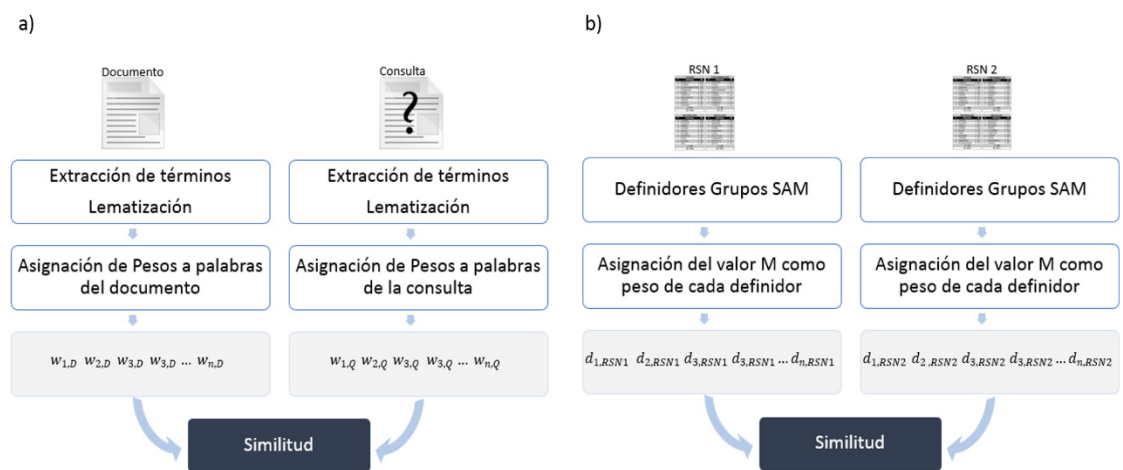 a)
Documento
Consulta
?
Extracción de términos
Lematización
Extracción de términos
Lematización
Asignación de Pesos a palabras
del documento
Asignación de Pesos a palabras
de la consulta
w1,D w2,D w3,D w3,D ... wn,D
w1,Q w2,Q w3,Q w3,Q ... wn,Q
Similitud
b)
RSN 1
RSN 2
Definidores Grupos SAM
Definidores Grupos SAM
Asignación del valor M como
peso de cada definidor
Asignación del valor M como
peso de cada definidor
d1,RSN1 d2,RSN1 d3,RSN1 d3,RSN1 ... dn,RSN1
d1,RSN2 d2,RSN2 d3,RSN2 d3,RSN2 ... dn,RSN2
Similitud